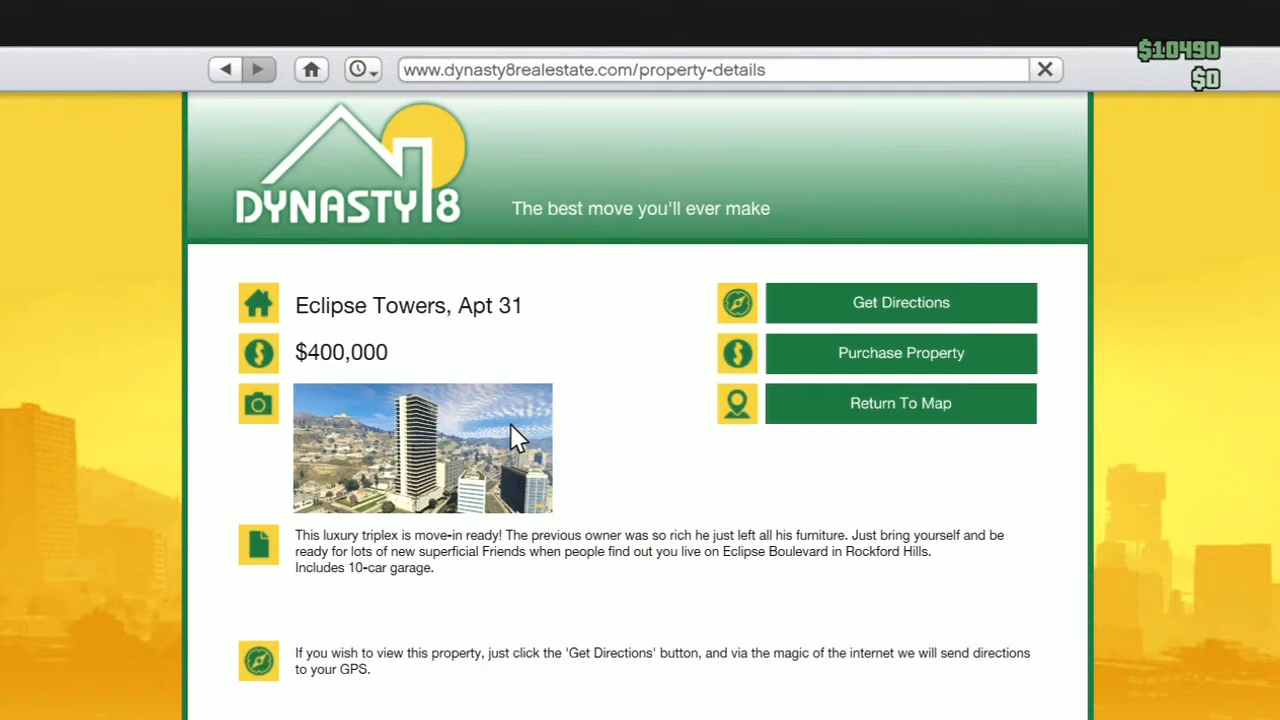 $10490
$0
www.dynasty8realestate.com/property-details
DYNASTY 8
The best move you'll ever make
Eclipse Towers, Apt 31
$400,000
Get Directions
Purchase Property
Return To Map
This luxury triplex is move-in ready! The previous owner was so rich he just left all his furniture. Just bring yourself and be
ready for lots of new superficial Friends when people find out you live on Eclipse Boulevard in Rockford Hills.
Includes 10-car garage.
If you wish to view this property, just click the 'Get Directions' button, and via the magic of the internet we will send directions
to your GPS.